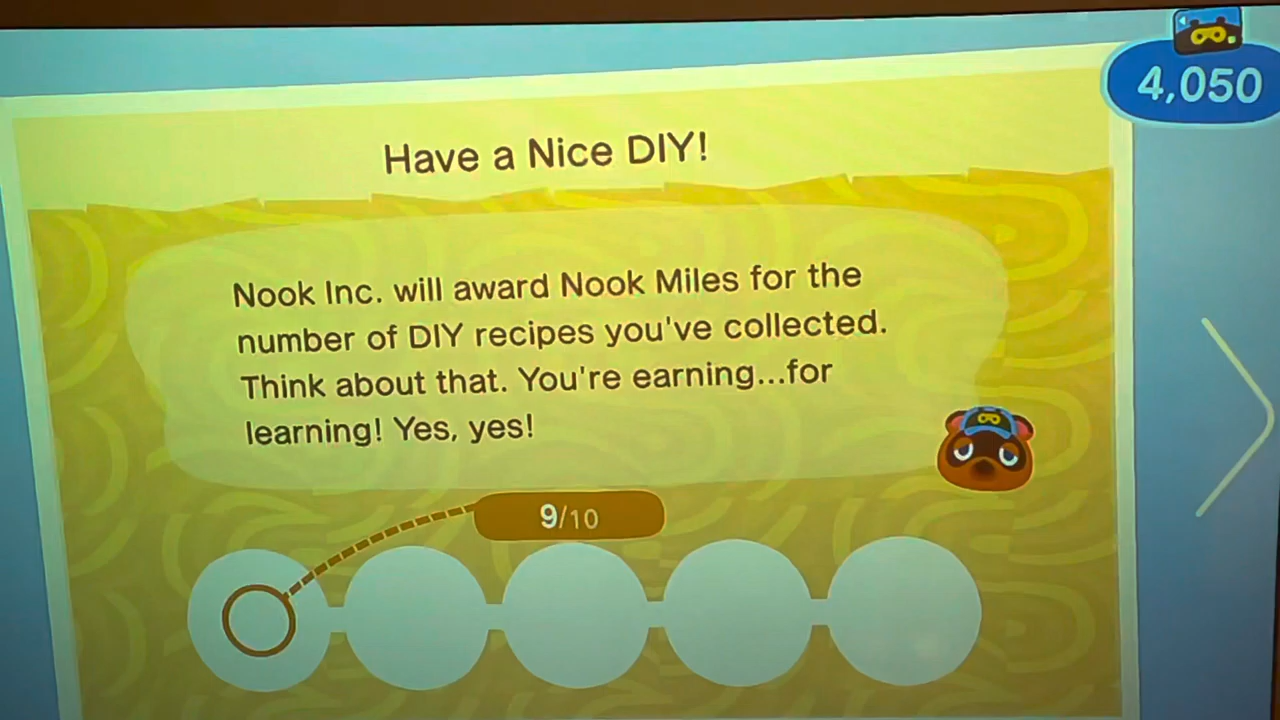 4,050
Have a Nice DIY!
Nook Inc. will award Nook Miles for the
number of DIY recipes you've collected.
Think about that. You're earning...for
learning! Yes, yes!
9/10